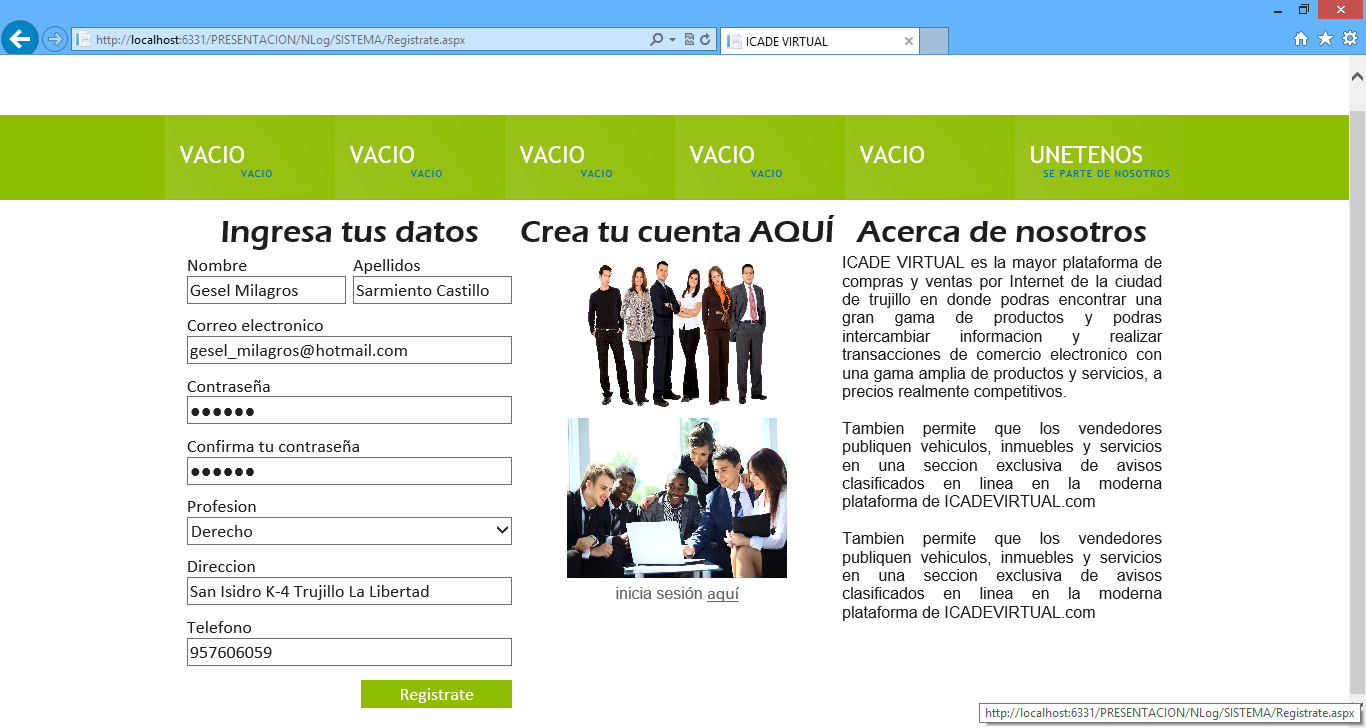 http://localhost:6331/PRESENTACION/NLog/SISTEMA/Registrate.aspx
ICADE VIRTUAL
VACIO
VACIO
VACIO
VACIO
VACIO
VACIO
VACIO
VACIO
VACIO
UNETENOS
SE PARTE DE NOSOTROS
Ingresa tus datos
Nombre
Apellidos
Gesel Milagros
Sarmiento Castillo
Correo electronico
gesel_milagros@hotmail.com
Contraseña
●●●●●●
Confirma tu contraseña
●●●●●●
Profesion
Derecho
Direccion
San Isidro K-4 Trujillo La Libertad
Telefono
957606059
Registrate
Crea tu cuenta AQUÍ
inicia sesión aquí
Acerca de nosotros
ICADE VIRTUAL es la mayor plataforma de
compras y ventas por Internet de la ciudad
de trujillo en donde podras encontrar una
gran gama de productos y podras
intercambiar informacion y realizar
transacciones de comercio electronico con
una gama amplia de productos y servicios, a
precios realmente competitivos.
Tambien permite que los vendedores
publiquen vehiculos, inmuebles y servicios
en una seccion exclusiva de avisos
clasificados en linea en la moderna
plataforma de ICADEVIRTUAL.com
Tambien permite que los vendedores
publiquen vehiculos, inmuebles y servicios
en una seccion exclusiva de avisos
clasificados en linea en la moderna
plataforma de ICADEVIRTUAL.com
http://localhost:6331/PRESENTACION/NLog/SISTEMA/Registrate.aspx